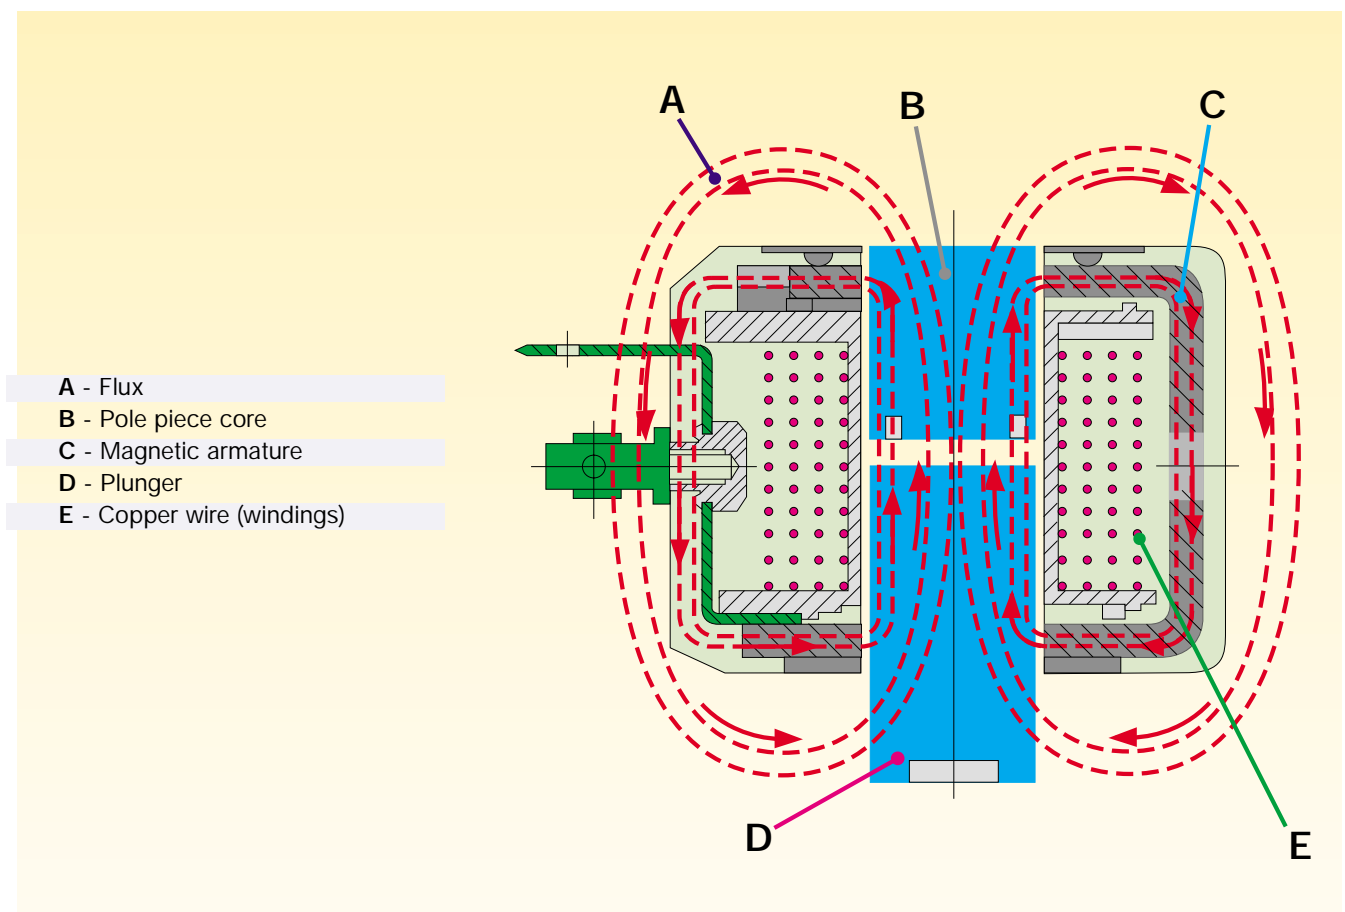 A
B
C
A - Flux
B - Pole piece core
C - Magnetic armature
D - Plunger
E - Copper wire (windings)
D
E